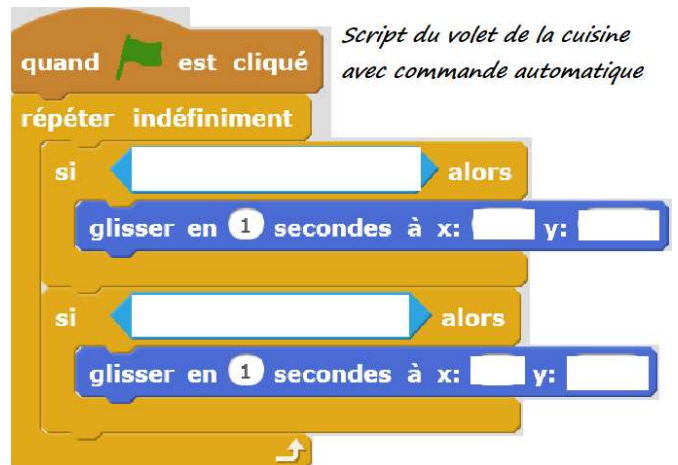 quand est cliqué
Script du volet de la cuisine
avec commande automatique
répéter indéfiniment
si alors
glisser en 1 secondes à x: y:
si alors
glisser en 1 secondes à x: y: